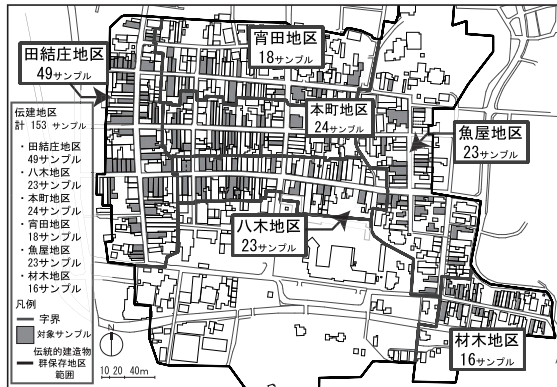 田結庄地区
49サンプル
宵田地区
18サンプル
本町地区
24サンプル
魚屋地区
23サンプル
八木地区
23サンプル
材木地区
16サンプル
伝建地区
計 153 サンプル
・田結庄地区
49サンプル
・八木地区
23サンプル
・本町地区
24サンプル
・宵田地区
18サンプル
・魚屋地区
23サンプル
・材木地区
16サンプル
凡例
字界
対象サンプル
伝統的建造物
群保存地区
範囲
N
10 20 40m